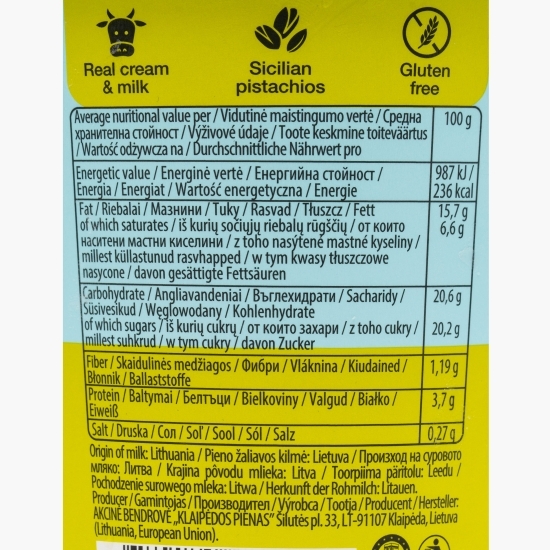 Real cream
& milk
Sicilian
pistachios
Gluten
free
Average nuritional value per / Vidutinė maistingumo vertė / Средна
хранителна стойност / Výživové údaje / Toote keskmine toiteväärtus
/ Wartość odżywcza na / Durchschnittliche Nährwert pro
100 g
Energetic value / Energinė vertė / Енергийна стойност /
Energia / Energiat / Wartość energetyczna / Energie
987 kJ /
236 kcal
Fat / Riebalai / Мазнини / Tuky / Rasvad / Tłuszcz / Fett
15,7 g
of which saturates / iš kurių sočiųjų riebalų rūgščių / от които
6,6 g
наситени мастни киселини / z toho nasýtené mastné kyseliny /
millest küllastunud rasvhapped / w tym kwasy tłuszczowe
nasycone / davon gesättigte Fettsäuren
Carbohydrate / Angliavandeniai / Въглехидрати / Sacharidy /
20,6 g
Süsivesikud / Węglowodany / Kohlenhydrate
of which sugars / iš kurių cukrų / от които захари / z toho cukry /
20,2 g
millest suhkrud / w tym cukry / davon Zucker
Fiber / Skaidulinės medžiagos / Фибри / Vláknina / Kiudained /
1,19 g
Błonnik / Ballaststoffe
Protein / Baltymai / Белтъци / Bielkoviny / Valgud / Białko /
3,7 g
Eiweiß
Salt / Druska / Сол / Soľ / Sool / Sól / Salz
0,27 g
Origin of milk: Lithuania / Pieno žaliavos kilmė: Lietuva / Произход на суровото
мляко: Литва / Krajina pôvodu mlieka: Litva / Toorpiima päritolu: Leedu /
Pochodzenie surowego mleka: Litwa / Herkunft der Rohmilch: Litauen.
Producer / Gamintojas / Производител / Výrobca / Tootja / Producent / Hersteller:
AKCINĖ BENDROVĖ „KLAIPĖDOS PIENAS" Šilutės pl. 33, LT-91107 Klaipėda, Lietuva
(Lithuania, European Union).